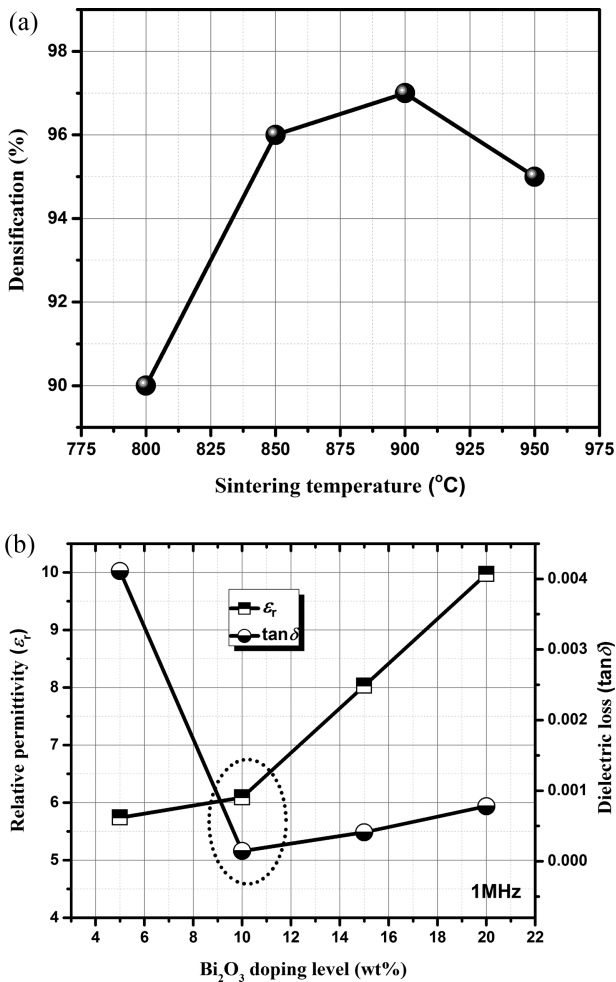 (a)
98
96
94
92
90
Densification (%)
775 800 825 850 875 900 925 950 975
Sintering temperature (°C)
(b)
10
9
8
7
6
5
4
Relative permittivity (εr)
εr
tanδ
0.004
0.003
0.002
0.001
0.000
Dielectric loss (tanδ)
1MHz
4 6 8 10 12 14 16 18 20 22
Bi₂O₃ doping level (wt%)